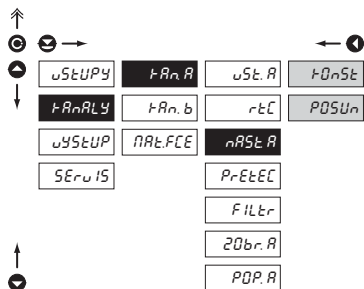 vSTUPY KAn. A vSt. A KOnSt
KAnALY KAn. b rtC POSUn
vYSTUP MAt.FCE nASt A
SErvIS PrEtEC
FILtr
ZObr. A
POP. A